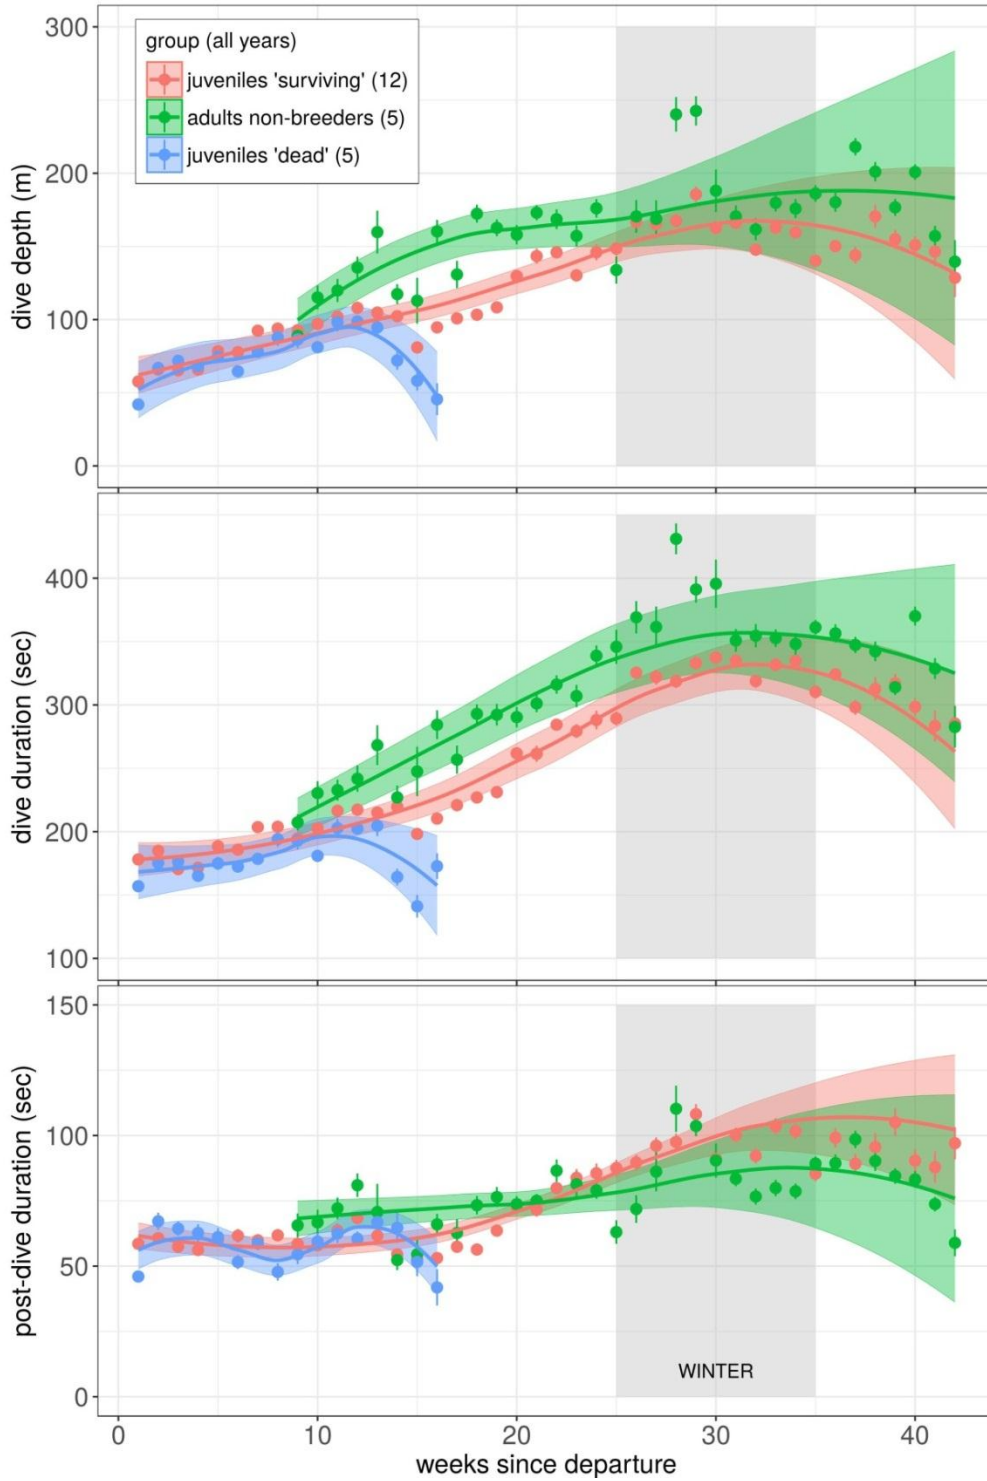 300
200
100
0
dive depth (m)
group (all years)
juveniles 'surviving' (12)
adults non-breeders (5)
juveniles 'dead' (5)
400
300
200
100
dive duration (sec)
150
100
50
0
post-dive duration (sec)
WINTER
0 10 20 30 40
weeks since departure